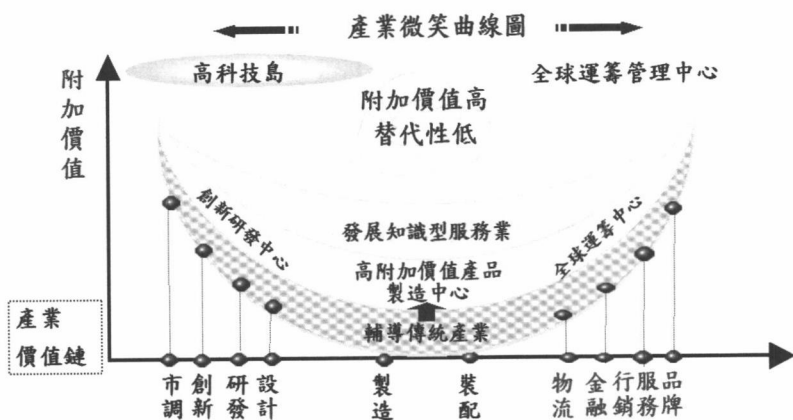 產業微笑曲線圖
高科技島
全球運籌管理中心
附加價值
附加價值高
替代性低
創新研發中心
發展知識型服務業
全球運籌中心
高附加價值產品
製造中心
輔導傳統產業
產業
價值鏈
市調
創新
研發
設計
製造
裝配
物流
金融
行銷
服務
品牌